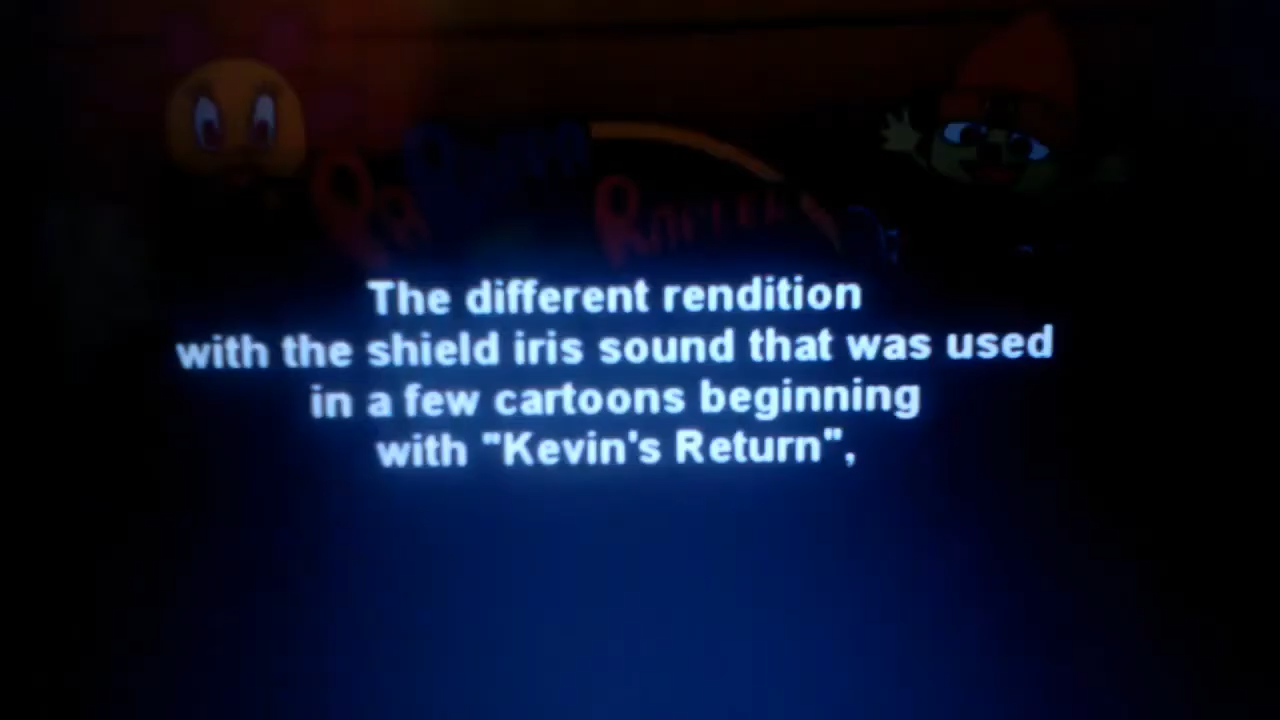 The different rendition
with the shield iris sound that was used
in a few cartoons beginning
with "Kevin's Return",